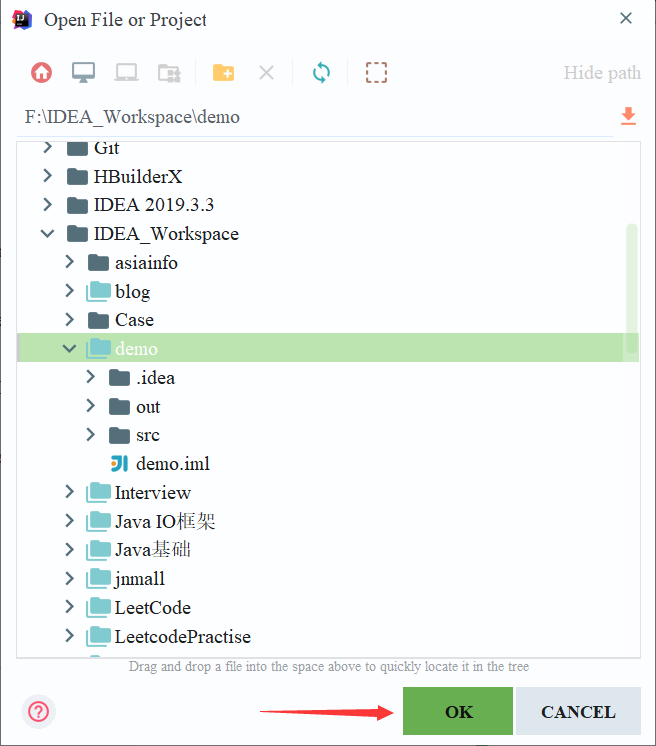 Open File or Project
Hide path
F:\IDEA_Workspace\demo
Git
HBuilderX
IDEA 2019.3.3
IDEA_Workspace
asiainfo
blog
Case
demo
.idea
out
src
demo.iml
Interview
Java IO框架
Java基础
jnmall
LeetCode
LeetcodePractise
Drag and drop a file into the space above to quickly locate it in the tree
OK CANCEL